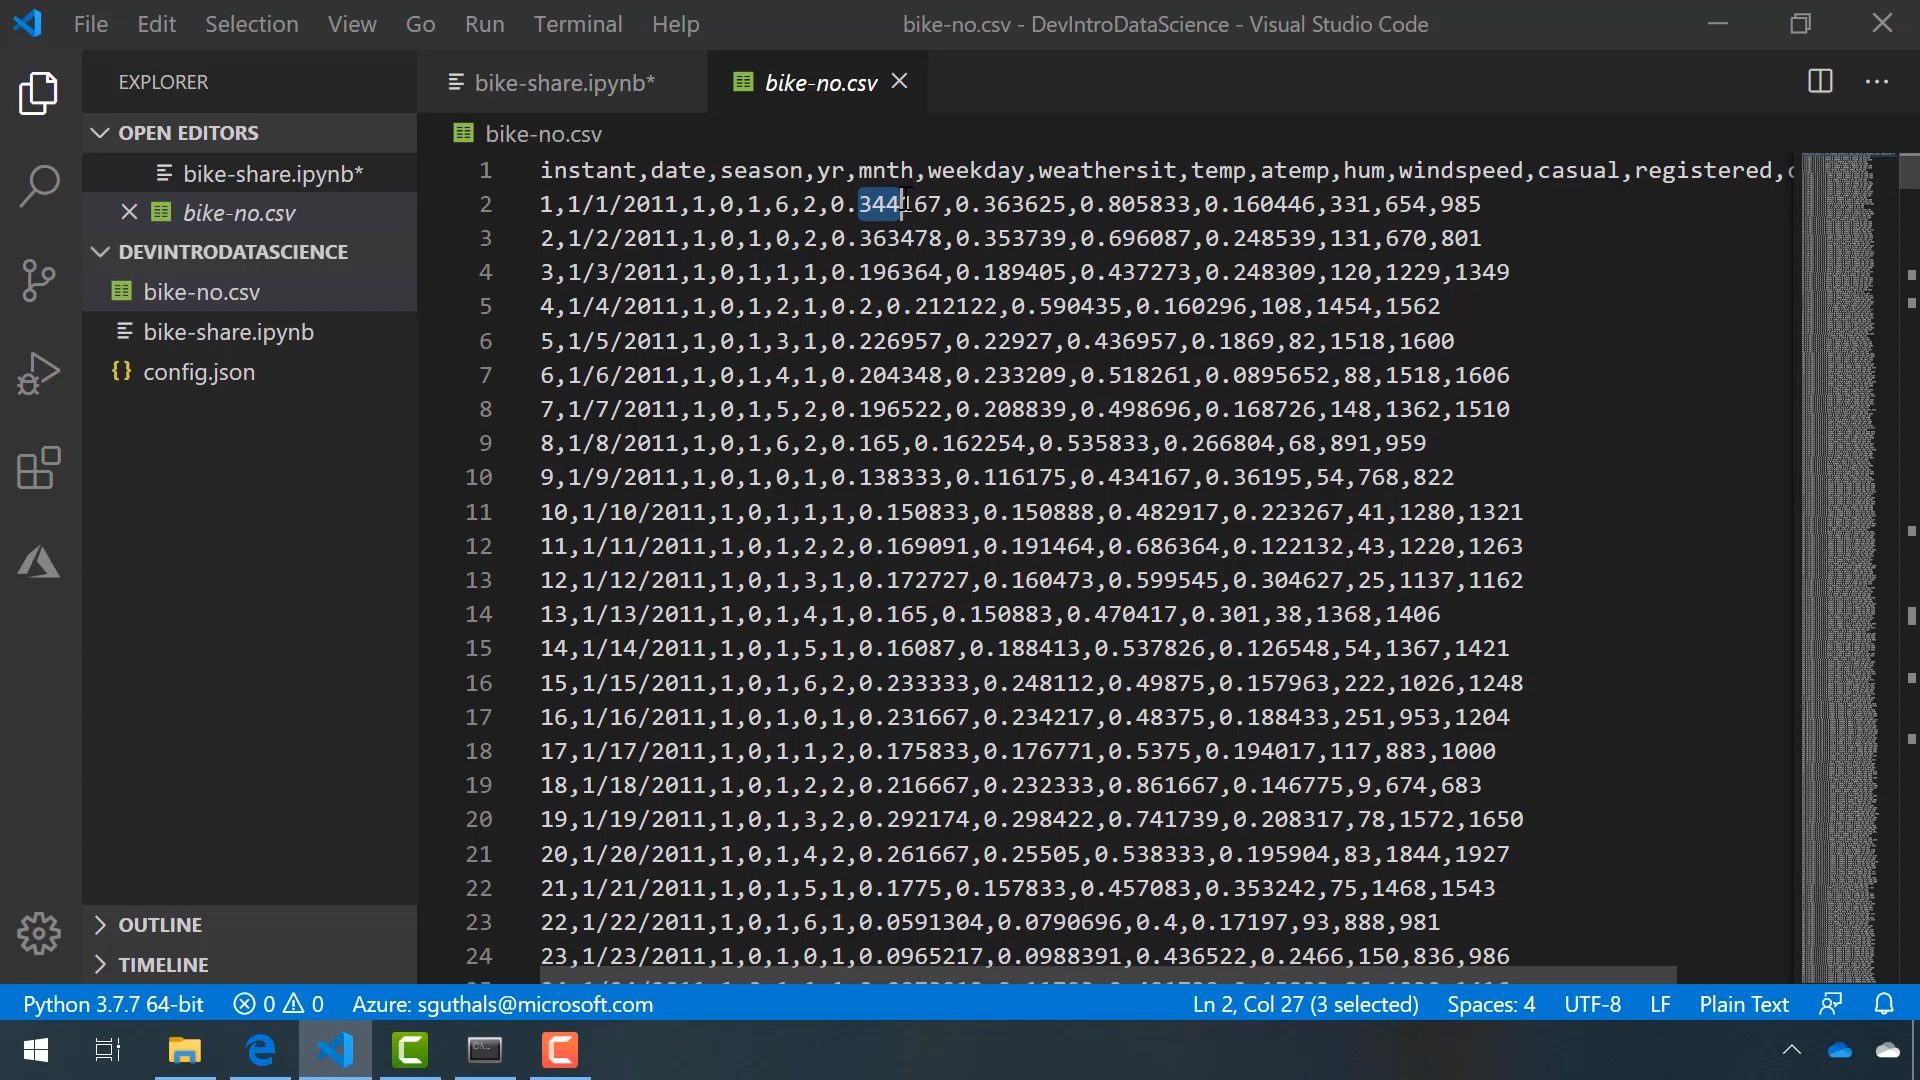 File Edit Selection View Go Run Terminal Help bike-no.csv - DevIntroDataScience - Visual Studio Code
EXPLORER
OPEN EDITORS
bike-share.ipynb*
bike-no.csv
DEVINTRODATASCIENCE
bike-no.csv
bike-share.ipynb
config.json
OUTLINE
TIMELINE
bike-share.ipynb* bike-no.csv
bike-no.csv
1 instant,date,season,yr,mnth,weekday,weathersit,temp,atemp,hum,windspeed,casual,registered,
2 1,1/1/2011,1,0,1,6,2,0.344167,0.363625,0.805833,0.160446,331,654,985
3 2,1/2/2011,1,0,1,0,2,0.363478,0.353739,0.696087,0.248539,131,670,801
4 3,1/3/2011,1,0,1,1,1,0.196364,0.189405,0.437273,0.248309,120,1229,1349
5 4,1/4/2011,1,0,1,2,1,0.2,0.212122,0.590435,0.160296,108,1454,1562
6 5,1/5/2011,1,0,1,3,1,0.226957,0.22927,0.436957,0.1869,82,1518,1600
7 6,1/6/2011,1,0,1,4,1,0.204348,0.233209,0.518261,0.0895652,88,1518,1606
8 7,1/7/2011,1,0,1,5,2,0.196522,0.208839,0.498696,0.168726,148,1362,1510
9 8,1/8/2011,1,0,1,6,2,0.165,0.162254,0.535833,0.266804,68,891,959
10 9,1/9/2011,1,0,1,0,1,0.138333,0.116175,0.434167,0.36195,54,768,822
11 10,1/10/2011,1,0,1,1,1,0.150833,0.150888,0.482917,0.223267,41,1280,1321
12 11,1/11/2011,1,0,1,2,2,0.169091,0.191464,0.686364,0.122132,43,1220,1263
13 12,1/12/2011,1,0,1,3,1,0.172727,0.160473,0.599545,0.304627,25,1137,1162
14 13,1/13/2011,1,0,1,4,1,0.165,0.150883,0.470417,0.301,38,1368,1406
15 14,1/14/2011,1,0,1,5,1,0.16087,0.188413,0.537826,0.126548,54,1367,1421
16 15,1/15/2011,1,0,1,6,2,0.233333,0.248112,0.49875,0.157963,222,1026,1248
17 16,1/16/2011,1,0,1,0,1,0.231667,0.234217,0.48375,0.188433,251,953,1204
18 17,1/17/2011,1,0,1,1,2,0.175833,0.176771,0.5375,0.194017,117,883,1000
19 18,1/18/2011,1,0,1,2,2,0.216667,0.232333,0.861667,0.146775,9,674,683
20 19,1/19/2011,1,0,1,3,2,0.292174,0.298422,0.741739,0.208317,78,1572,1650
21 20,1/20/2011,1,0,1,4,2,0.261667,0.25505,0.538333,0.195904,83,1844,1927
22 21,1/21/2011,1,0,1,5,1,0.1775,0.157833,0.457083,0.353242,75,1468,1543
23 22,1/22/2011,1,0,1,6,1,0.0591304,0.0790696,0.4,0.17197,93,888,981
24 23,1/23/2011,1,0,1,0,1,0.0965217,0.0988391,0.436522,0.2466,150,836,986
Python 3.7.7 64-bit 0 0 Azure: sguthals@microsoft.com Ln 2, Col 27 (3 selected) Spaces: 4 UTF-8 LF Plain Text